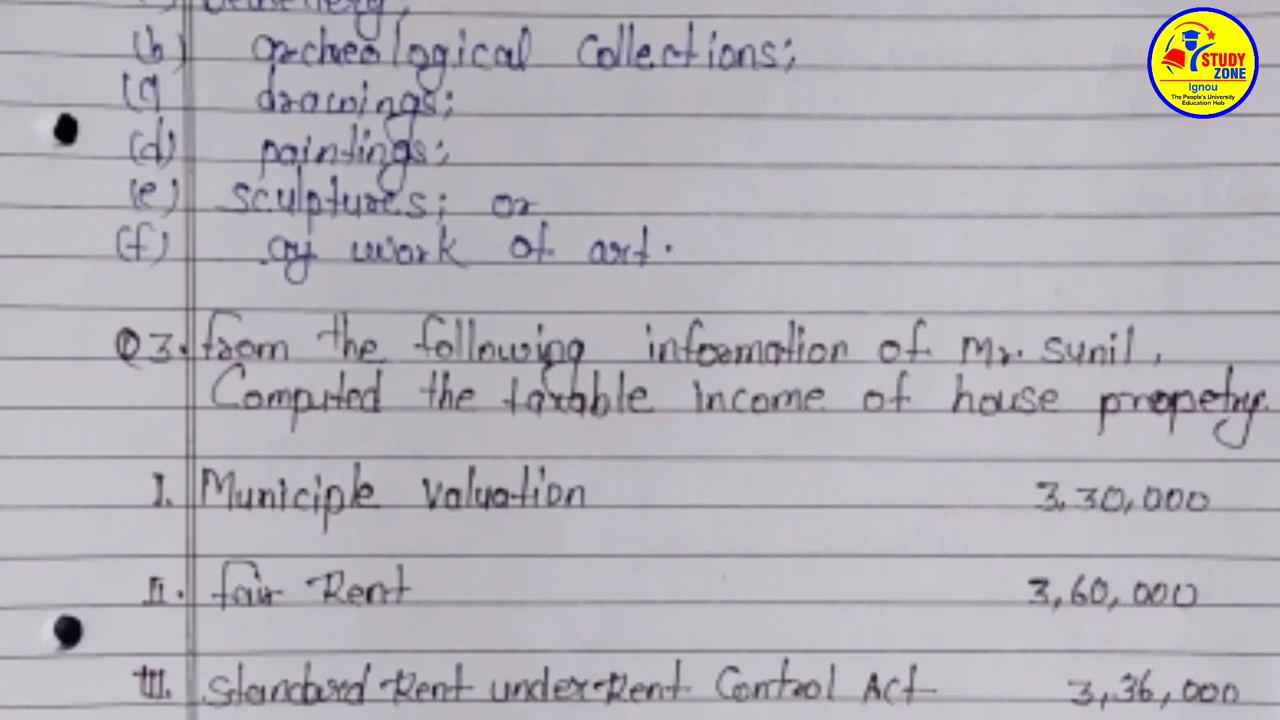 (b) archeological Collections;
(c) drawings;
(d) paintings;
(e) sculptures; or
(f) ay work of art.
Q3. from the following information of Mr. Sunil,
Computed the taxable income of house propetry.
I. Municiple valuation 3,30,000
II. fair Rent 3,60,000
III. Standard Rent under Rent Control Act 3,36,000
STUDY
ZONE
Ignou
The People's University
Education Hub